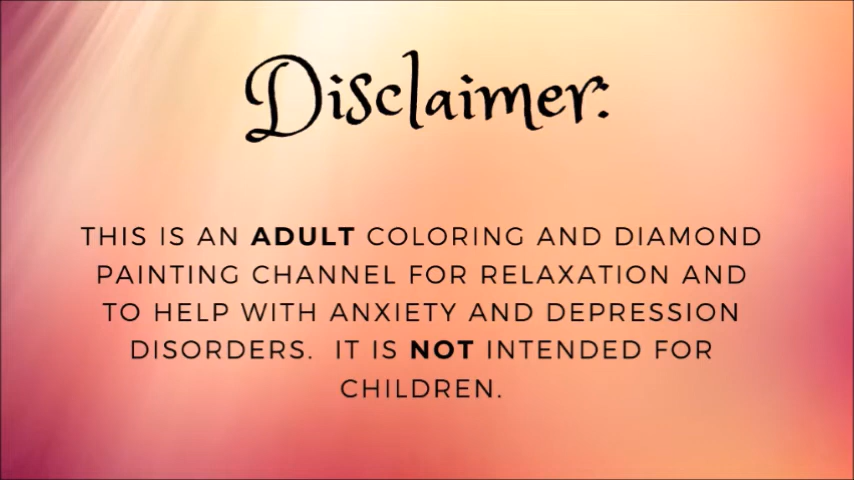 Disclaimer:
THIS IS AN ADULT COLORING AND DIAMOND
PAINTING CHANNEL FOR RELAXATION AND
TO HELP WITH ANXIETY AND DEPRESSION
DISORDERS.  IT IS NOT INTENDED FOR
CHILDREN.